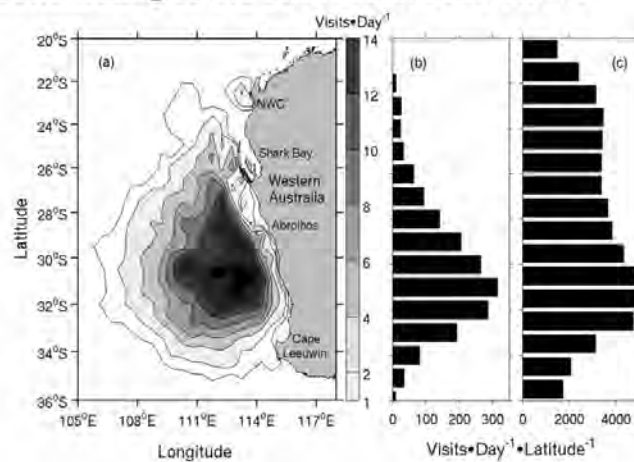 Visits•Day⁻¹
20°S
22°S
24°S
26°S
28°S
30°S
32°S
34°S
36°S
Latitude
(a)
NWC
Shark Bay
Western
Australia
Abrolhos
Cape
Leeuwin
105°E
108°E
111°E
114°E
117°E
Longitude
14
12
10
8
6
4
2
1
(b)
0
100
200
300
(c)
0
2000
4000
Visits•Day⁻¹•Latitude⁻¹